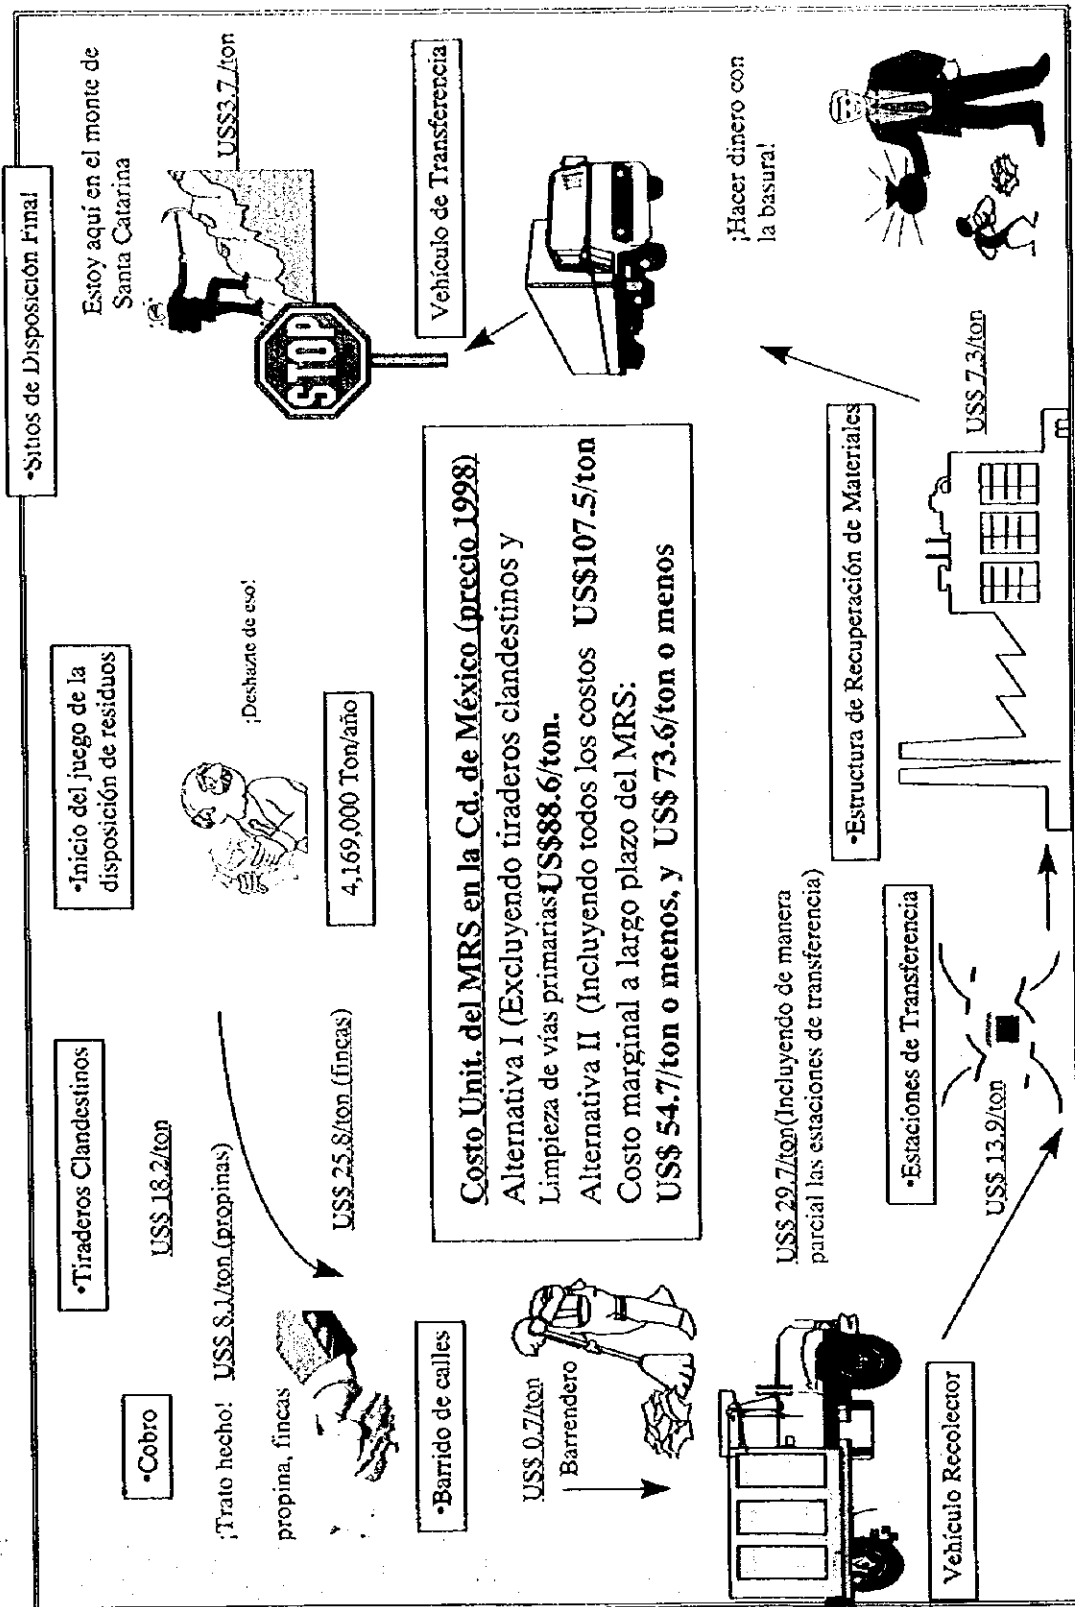 •Cobro
¡Trato hecho!
propina, fincas
US$ 8.1/ton (propinas)
•Tiraderos Clandestinos
US$ 18.2/ton
US$ 25.8/ton (fincas)
•Inicio del juego de la
disposición de residuos
¡Deshazte de eso!
4,169,000 Ton/año
•Sitios de Disposición Final
Estoy aquí en el monte de
Santa Catarina
US$3.7/ton
STOP
•Barrido de calles
US$ 0.7/ton
Barrendero
Costo Unit. del MRS en la Cd. de México (precio 1998)
Alternativa I (Excluyendo tiraderos clandestinos y
Limpieza de vías primarias US$88.6/ton.
Alternativa II (Incluyendo todos los costos US$107.5/ton
Costo marginal a largo plazo del MRS:
US$ 54.7/ton o menos, y US$ 73.6/ton o menos
Vehículo de Transferencia
US$ 29.7/ton(Incluyendo de manera
parcial las estaciones de transferencia)
Vehículo Recolector
•Estaciones de Transferencia
US$ 13.9/ton
•Estructura de Recuperación de Materiales
US$ 7.3/ton
¡Hacer dinero con
la basura!